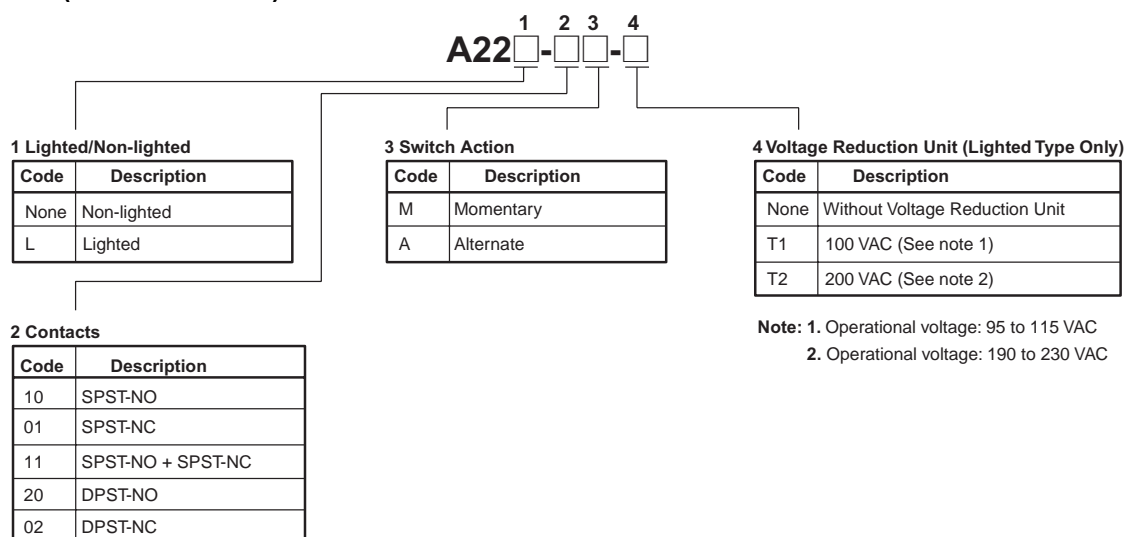 1 2 3 4
A22□-□□-□
1 Lighted/Non-lighted
Code Description
None Non-lighted
L Lighted
3 Switch Action
Code Description
M Momentary
A Alternate
4 Voltage Reduction Unit (Lighted Type Only)
Code Description
None Without Voltage Reduction Unit
T1 100 VAC (See note 1)
T2 200 VAC (See note 2)
Note: 1. Operational voltage: 95 to 115 VAC
2. Operational voltage: 190 to 230 VAC
2 Contacts
Code Description
10 SPST-NO
01 SPST-NC
11 SPST-NO + SPST-NC
20 DPST-NO
02 DPST-NC